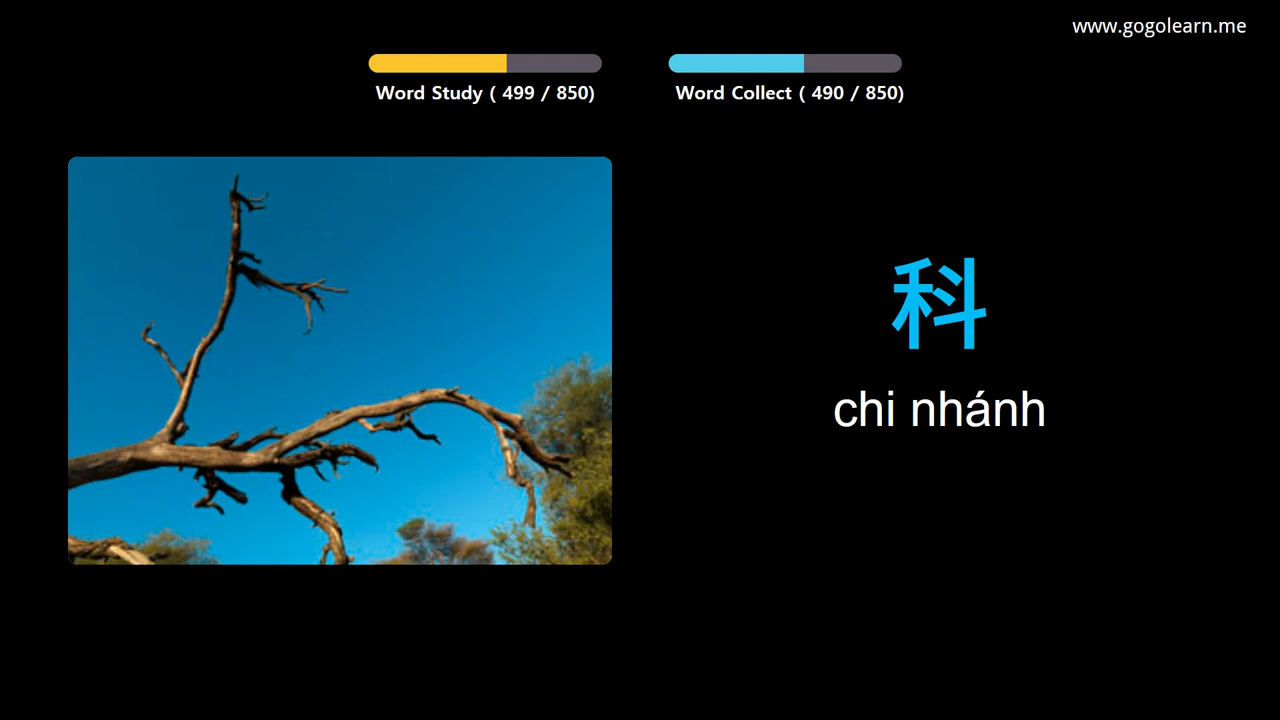 www.gogolearn.me
Word Study ( 499 / 850)
Word Collect ( 490 / 850)
科
chi nhánh